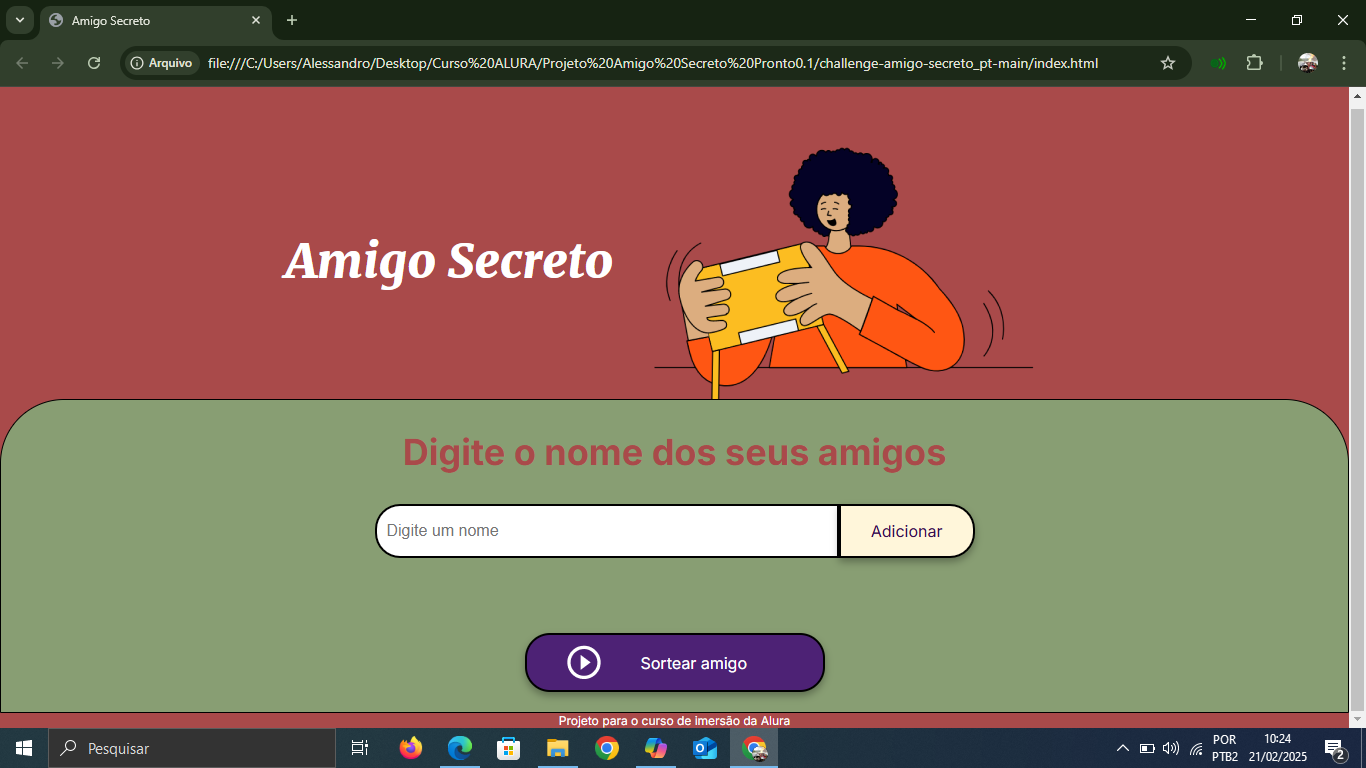 Amigo Secreto
Arquivo
file:///C:/Users/Alessandro/Desktop/Curso%20ALURA/Projeto%20Amigo%20Secreto%20Pronto0.1/challenge-amigo-secreto_pt-main/index.html
Amigo Secreto
Digite o nome dos seus amigos
Digite um nome
Adicionar
Sortear amigo
Projeto para o curso de imersão da Alura
Pesquisar
POR
PTB2
10:24
21/02/2025
2